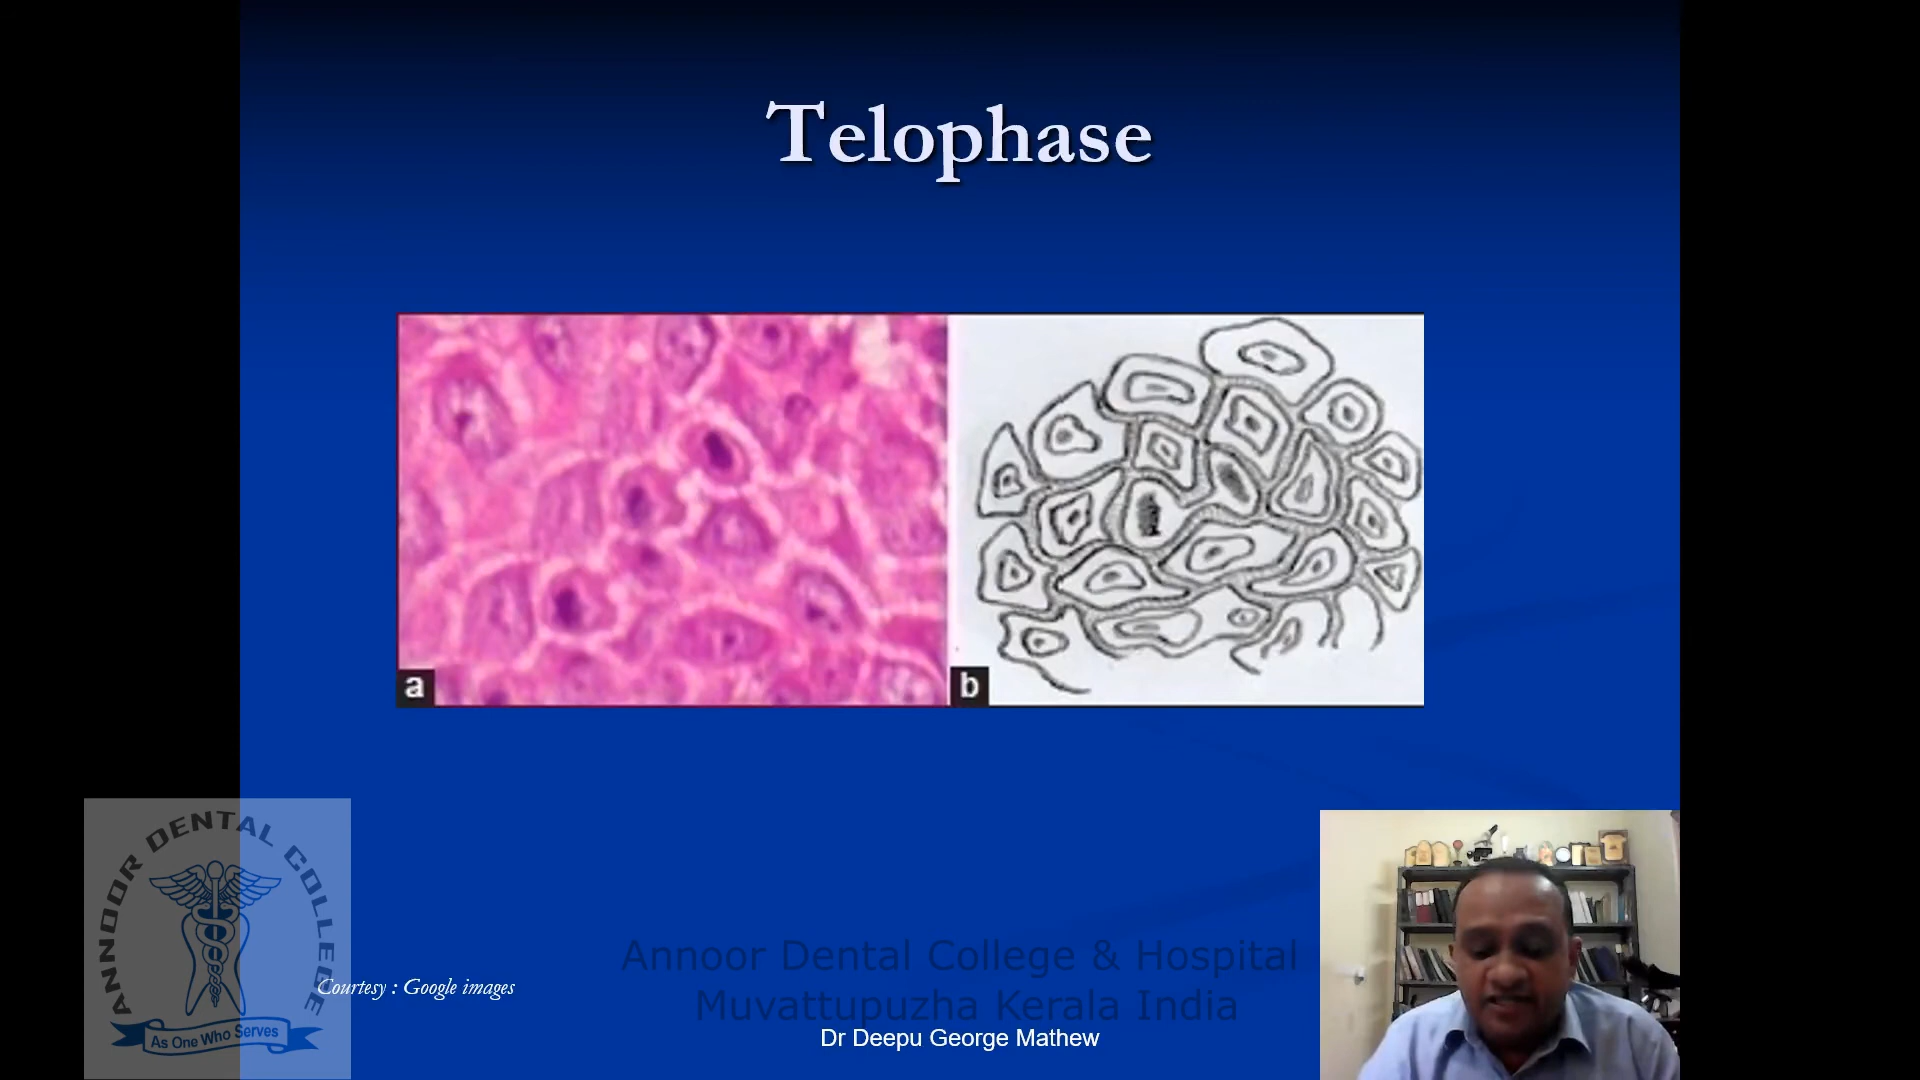 Telophase
a
b
ANNOOR DENTAL COLLEGE
As One Who Serves
Courtesy : Google images
Annoor Dental College & Hospital
Muvattupuzha Kerala India
Dr Deepu George Mathew